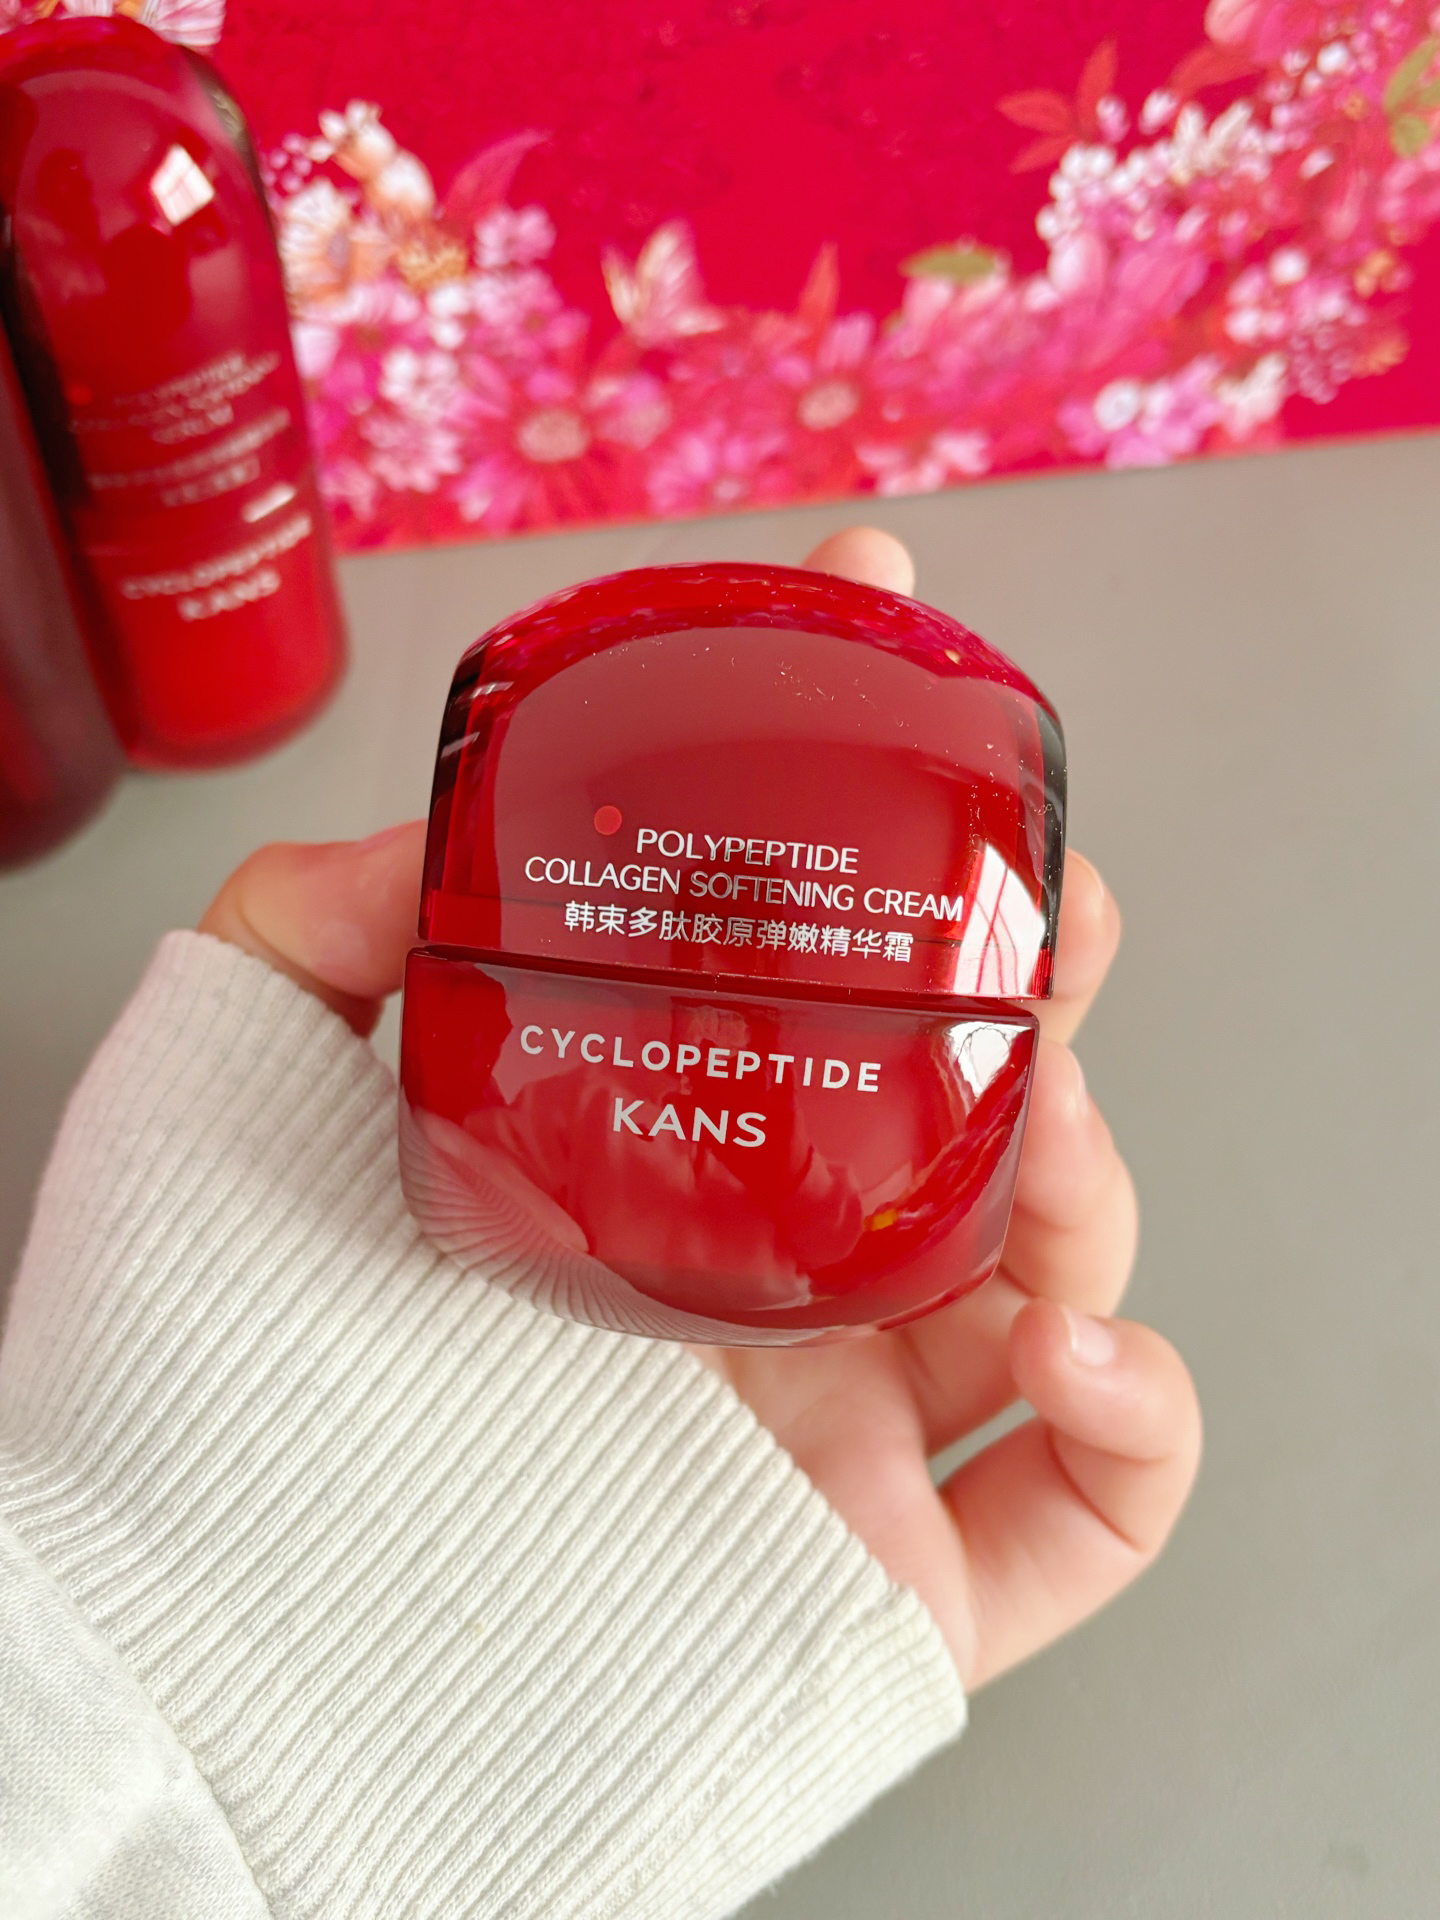 POLYPEPTIDE
COLLAGEN SOFTENING CREAM
韩束多肽胶原弹嫩精华霜
CYCLOPEPTIDE
KANS
CYCLOPEPTIDE
KANS